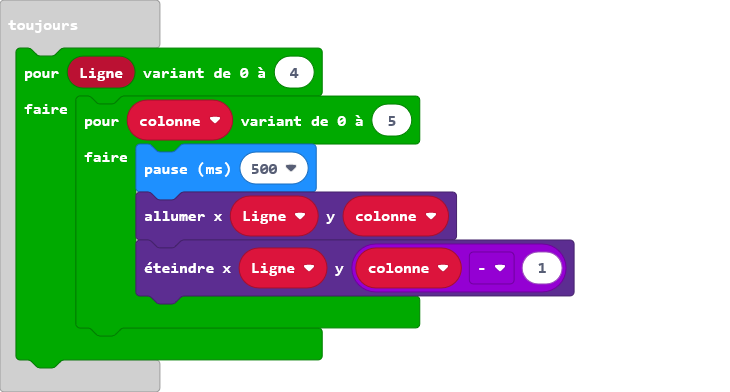 toujours
pour Ligne variant de 0 à 4
faire
pour colonne variant de 0 à 5
faire
pause (ms) 500
allumer x Ligne y colonne
éteindre x Ligne y colonne - 1